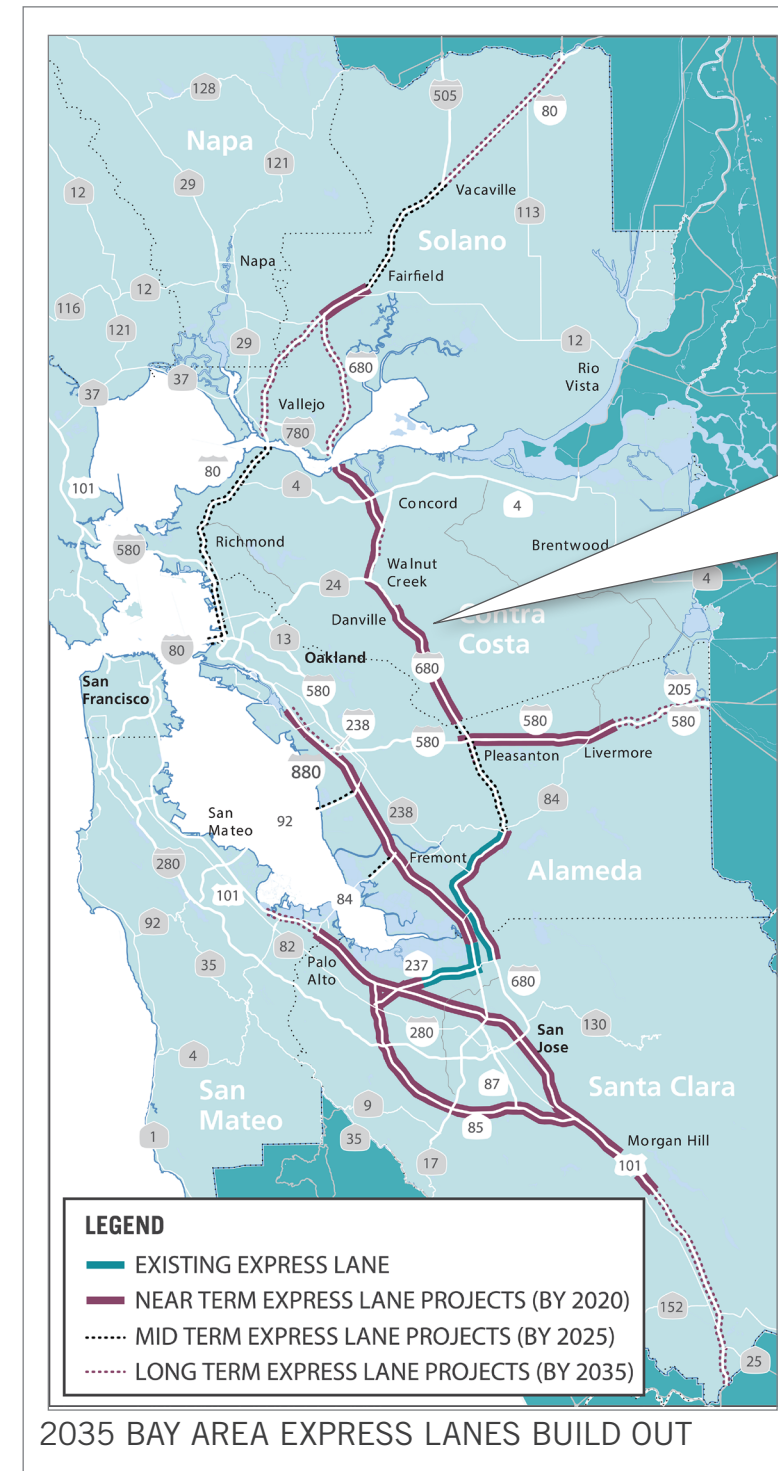 128
505
80
Napa
121
29
12
Vacaville
113
Solano
Napa
Fairfield
12
116
121
29
12
Rio
Vista
680
37
37
Vallejo
780
80
101
4
Concord
4
Richmond
580
Brentwood
Walnut
Creek
4
24
Danville
Contra
Costa
13
80
Oakland
680
San
Francisco
580
205
580
238
580
580
Pleasanton
Livermore
880
84
San
Mateo
92
238
280
Fremont
Alameda
101
84
92
82
35
Palo
Alto
237
680
280
San
Jose
130
4
87
Santa Clara
San
Mateo
9
85
1
35
Morgan Hill
17
101
LEGEND
EXISTING EXPRESS LANE
NEAR TERM EXPRESS LANE PROJECTS (BY 2020)
MID TERM EXPRESS LANE PROJECTS (BY 2025)
LONG TERM EXPRESS LANE PROJECTS (BY 2035)
152
25
2035 BAY AREA EXPRESS LANES BUILD OUT